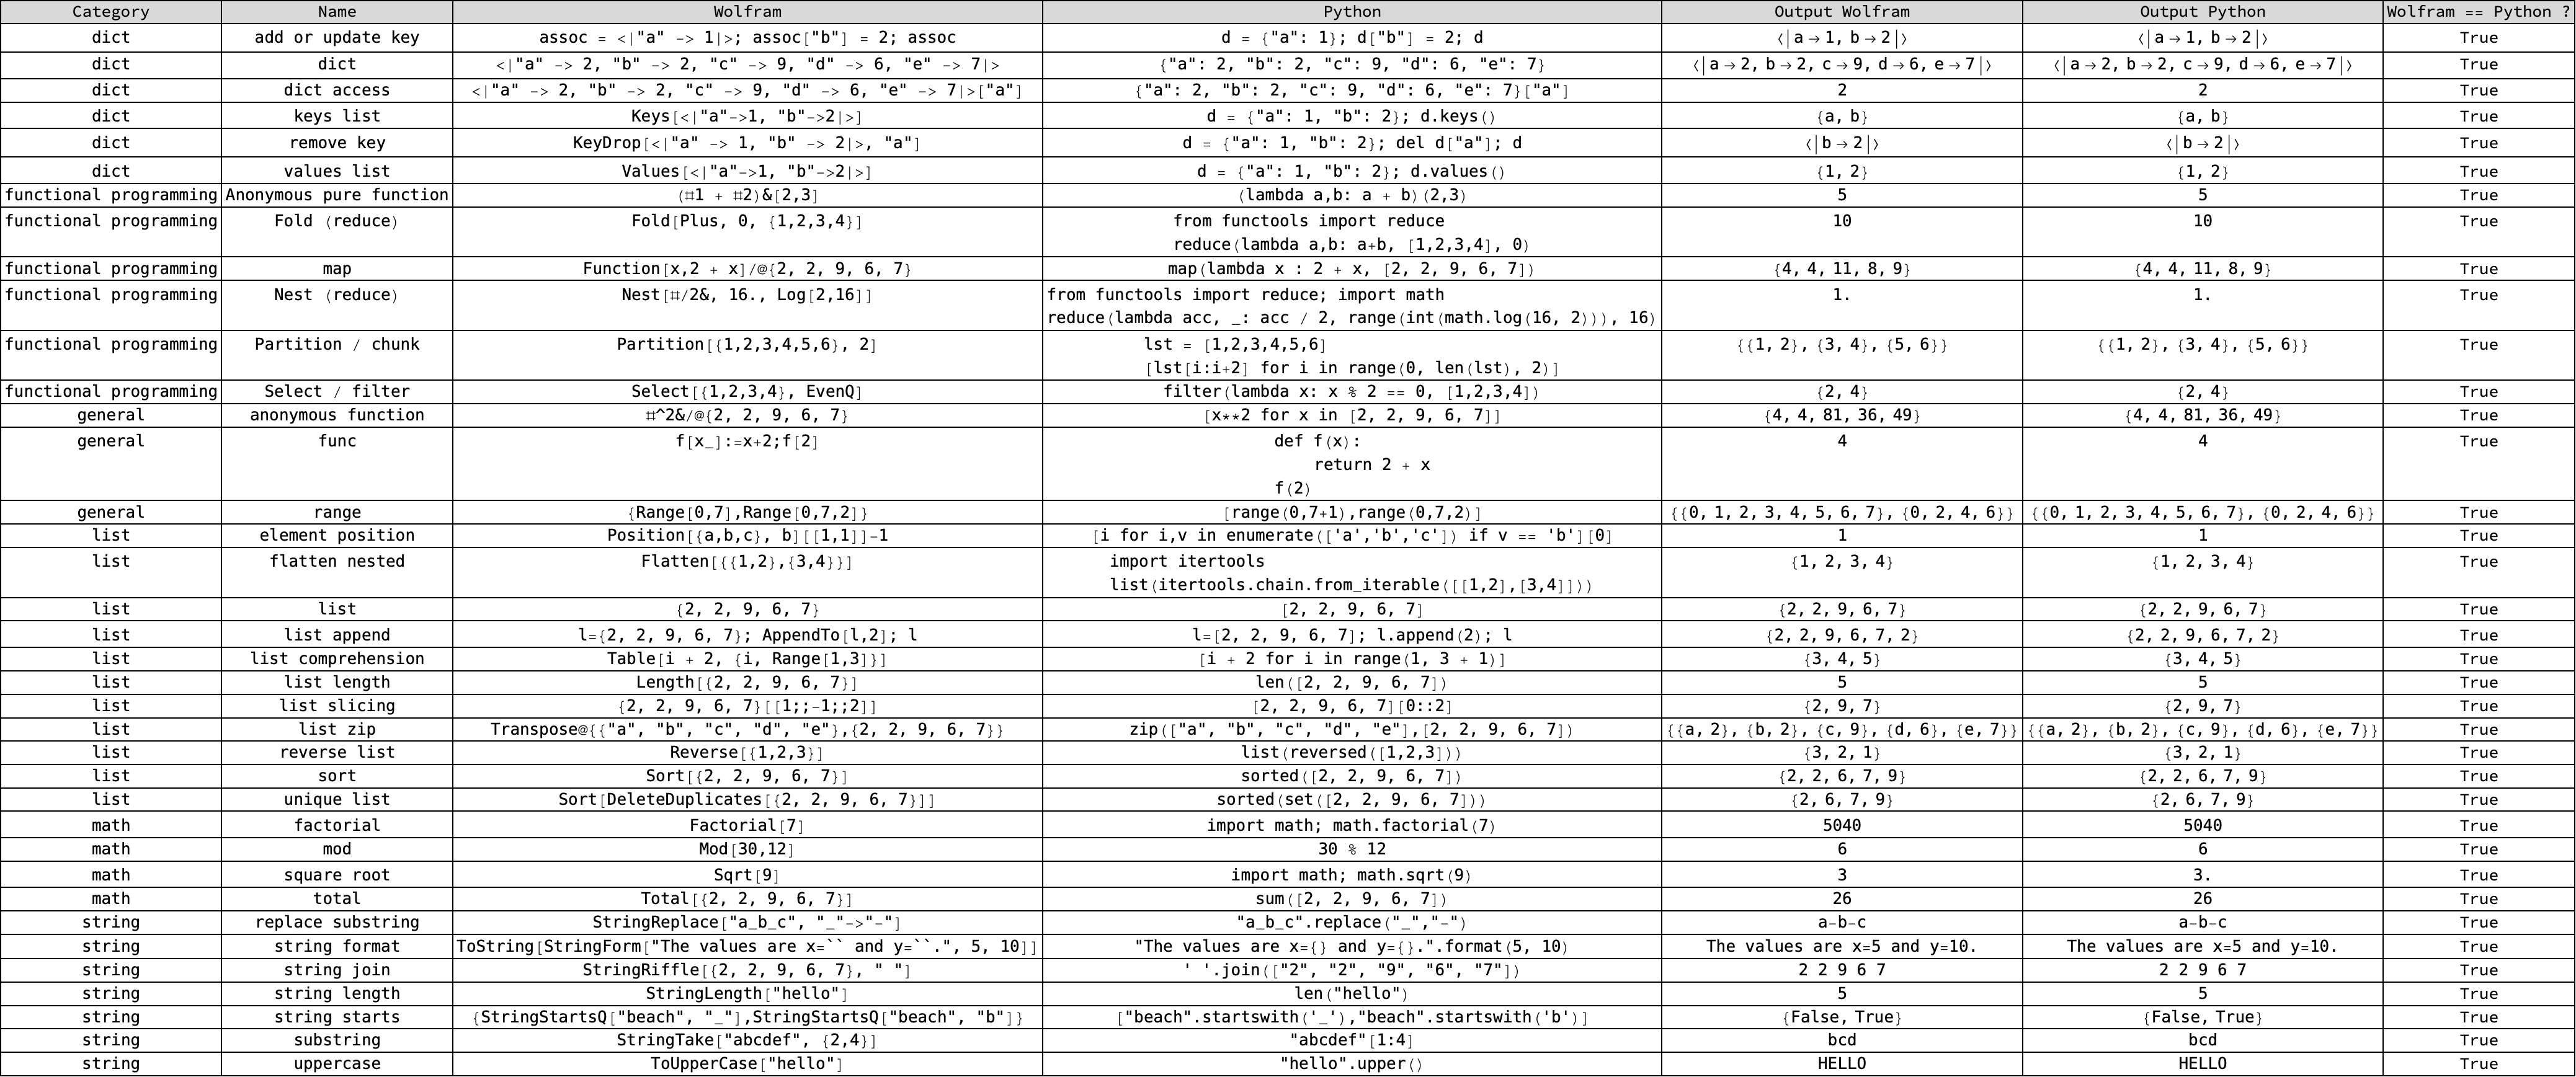 Category Name Wolfram Python Output Wolfram Output Python Wolfram == Python ?
dict add or update key assoc = <|"a" -> 1|>; assoc["b"] = 2; assoc d = {"a": 1}; d["b"] = 2; d ⟨|a→1, b→2|⟩ ⟨|a→1, b→2|⟩ True
dict dict <|"a" -> 2, "b" -> 2, "c" -> 9, "d" -> 6, "e" -> 7|> {"a": 2, "b": 2, "c": 9, "d": 6, "e": 7} ⟨|a→2, b→2, c→9, d→6, e→7|⟩ ⟨|a→2, b→2, c→9, d→6, e→7|⟩ True
dict dict access <|"a" -> 2, "b" -> 2, "c" -> 9, "d" -> 6, "e" -> 7|>["a"] {"a": 2, "b": 2, "c": 9, "d": 6, "e": 7}["a"] 2 2 True
dict keys list Keys[<|"a"->1, "b"->2|>] d = {"a": 1, "b": 2}; d.keys() {a, b} {a, b} True
dict remove key KeyDrop[<|"a" -> 1, "b" -> 2|>, "a"] d = {"a": 1, "b": 2}; del d["a"]; d ⟨|b→2|⟩ ⟨|b→2|⟩ True
dict values list Values[<|"a"->1, "b"->2|>] d = {"a": 1, "b": 2}; d.values() {1, 2} {1, 2} True
functional programming Anonymous pure function (#1 + #2)&[2,3] (lambda a,b: a + b)(2,3) 5 5 True
functional programming Fold (reduce) Fold[Plus, 0, {1,2,3,4}] from functools import reduce 10 10 True
reduce(lambda a,b: a+b, [1,2,3,4], 0)
functional programming map Function[x,2 + x]/@{2, 2, 9, 6, 7} map(lambda x : 2 + x, [2, 2, 9, 6, 7]) {4, 4, 11, 8, 9} {4, 4, 11, 8, 9} True
functional programming Nest (reduce) Nest[#/2&, 16., Log[2,16]] from functools import reduce; import math 1. 1. True
reduce(lambda acc, _: acc / 2, range(int(math.log(16, 2))), 16)
functional programming Partition / chunk Partition[{1,2,3,4,5,6}, 2] lst = [1,2,3,4,5,6] {{1, 2}, {3, 4}, {5, 6}} {{1, 2}, {3, 4}, {5, 6}} True
[lst[i:i+2] for i in range(0, len(lst), 2)]
functional programming Select / filter Select[{1,2,3,4}, EvenQ] filter(lambda x: x % 2 == 0, [1,2,3,4]) {2, 4} {2, 4} True
general anonymous function #^2&/@{2, 2, 9, 6, 7} [x**2 for x in [2, 2, 9, 6, 7]] {4, 4, 81, 36, 49} {4, 4, 81, 36, 49} True
general func f[x_]:=x+2;f[2] def f(x): 4 4 True
return 2 + x
f(2)
general range {Range[0,7],Range[0,7,2]} [range(0,7+1),range(0,7,2)] {{0, 1, 2, 3, 4, 5, 6, 7}, {0, 2, 4, 6}} {{0, 1, 2, 3, 4, 5, 6, 7}, {0, 2, 4, 6}} True
list element position Position[{a,b,c}, b][[1,1]]-1 [i for i,v in enumerate(['a','b','c']) if v == 'b'][0] 1 1 True
list flatten nested Flatten[{{1,2},{3,4}}] import itertools {1, 2, 3, 4} {1, 2, 3, 4} True
list(itertools.chain.from_iterable([[1,2],[3,4]]))
list list {2, 2, 9, 6, 7} [2, 2, 9, 6, 7] {2, 2, 9, 6, 7} {2, 2, 9, 6, 7} True
list list append l={2, 2, 9, 6, 7}; AppendTo[l,2]; l l=[2, 2, 9, 6, 7]; l.append(2); l {2, 2, 9, 6, 7, 2} {2, 2, 9, 6, 7, 2} True
list list comprehension Table[i + 2, {i, Range[1,3]}] [i + 2 for i in range(1, 3 + 1)] {3, 4, 5} {3, 4, 5} True
list list length Length[{2, 2, 9, 6, 7}] len([2, 2, 9, 6, 7]) 5 5 True
list list slicing {2, 2, 9, 6, 7}[[1;;-1;;2]] [2, 2, 9, 6, 7][0::2] {2, 9, 7} {2, 9, 7} True
list list zip Transpose@{{"a", "b", "c", "d", "e"},{2, 2, 9, 6, 7}} zip(["a", "b", "c", "d", "e"],[2, 2, 9, 6, 7]) {{a, 2}, {b, 2}, {c, 9}, {d, 6}, {e, 7}} {{a, 2}, {b, 2}, {c, 9}, {d, 6}, {e, 7}} True
list reverse list Reverse[{1,2,3}] list(reversed([1,2,3])) {3, 2, 1} {3, 2, 1} True
list sort Sort[{2, 2, 9, 6, 7}] sorted([2, 2, 9, 6, 7]) {2, 2, 6, 7, 9} {2, 2, 6, 7, 9} True
list unique list Sort[DeleteDuplicates[{2, 2, 9, 6, 7}]] sorted(set([2, 2, 9, 6, 7])) {2, 6, 7, 9} {2, 6, 7, 9} True
math factorial Factorial[7] import math; math.factorial(7) 5040 5040 True
math mod Mod[30,12] 30 % 12 6 6 True
math square root Sqrt[9] import math; math.sqrt(9) 3 3. True
math total Total[{2, 2, 9, 6, 7}] sum([2, 2, 9, 6, 7]) 26 26 True
string replace substring StringReplace["a_b_c", "_"->"-"] "a_b_c".replace("_","-") a-b-c a-b-c True
string string format ToString[StringForm["The values are x=`` and y=``.", 5, 10]] "The values are x={} and y={}.".format(5, 10) The values are x=5 and y=10. The values are x=5 and y=10. True
string string join StringRiffle[{2, 2, 9, 6, 7}, " "] ' '.join(["2", "2", "9", "6", "7"]) 2 2 9 6 7 2 2 9 6 7 True
string string length StringLength["hello"] len("hello") 5 5 True
string string starts {StringStartsQ["beach", "_"],StringStartsQ["beach", "b"]} ["beach".startswith('_'),"beach".startswith('b')] {False, True} {False, True} True
string substring StringTake["abcdef", {2,4}] "abcdef"[1:4] bcd bcd True
string uppercase ToUpperCase["hello"] "hello".upper() HELLO HELLO True